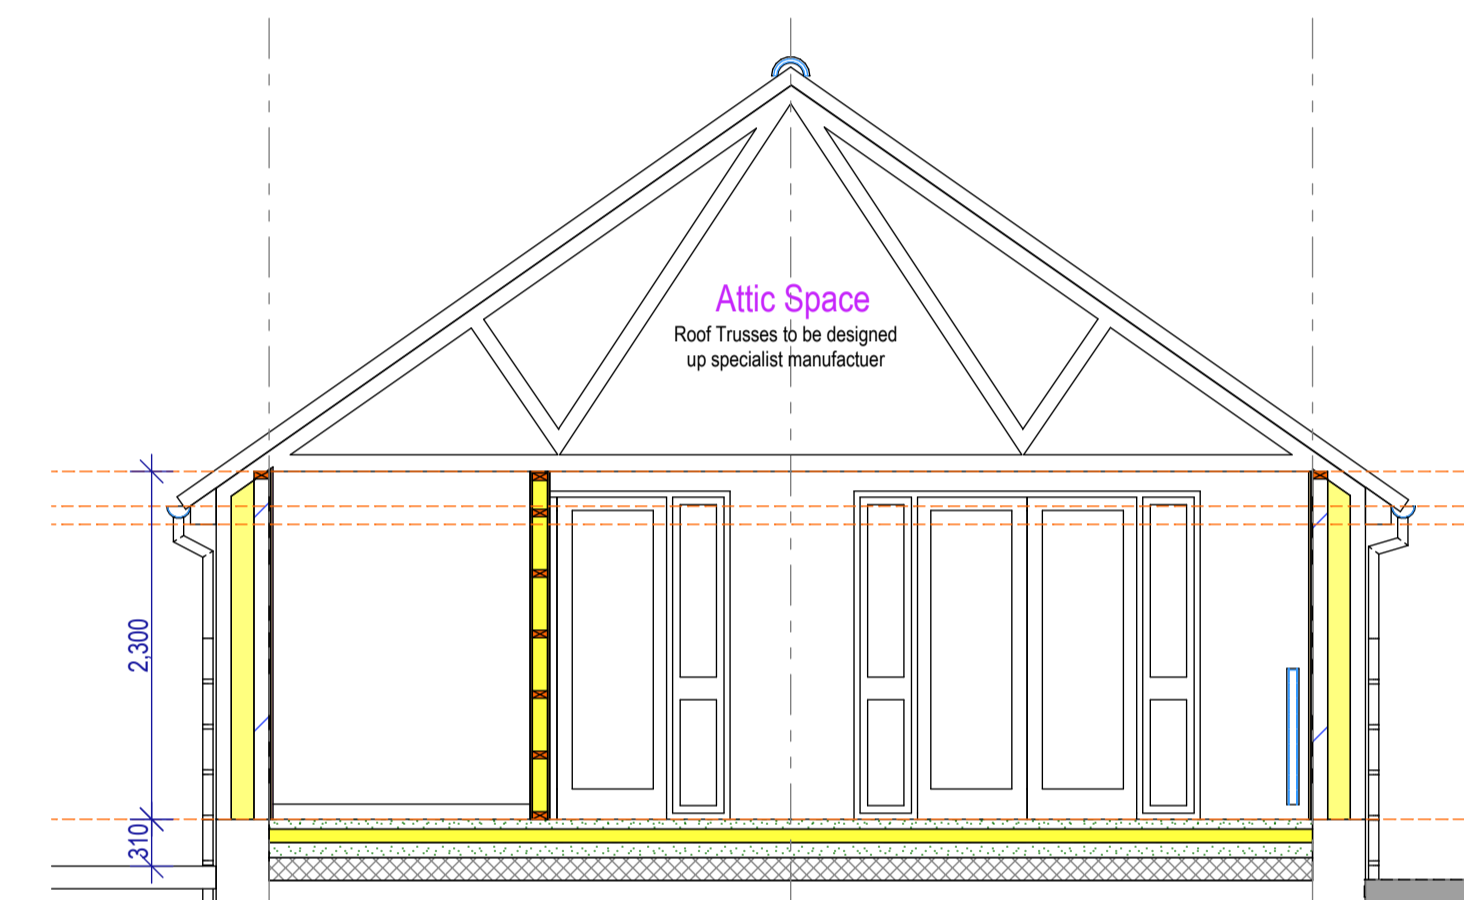 Attic Space
Roof Trusses to be designed
up specialist manufactuer
2,300
310